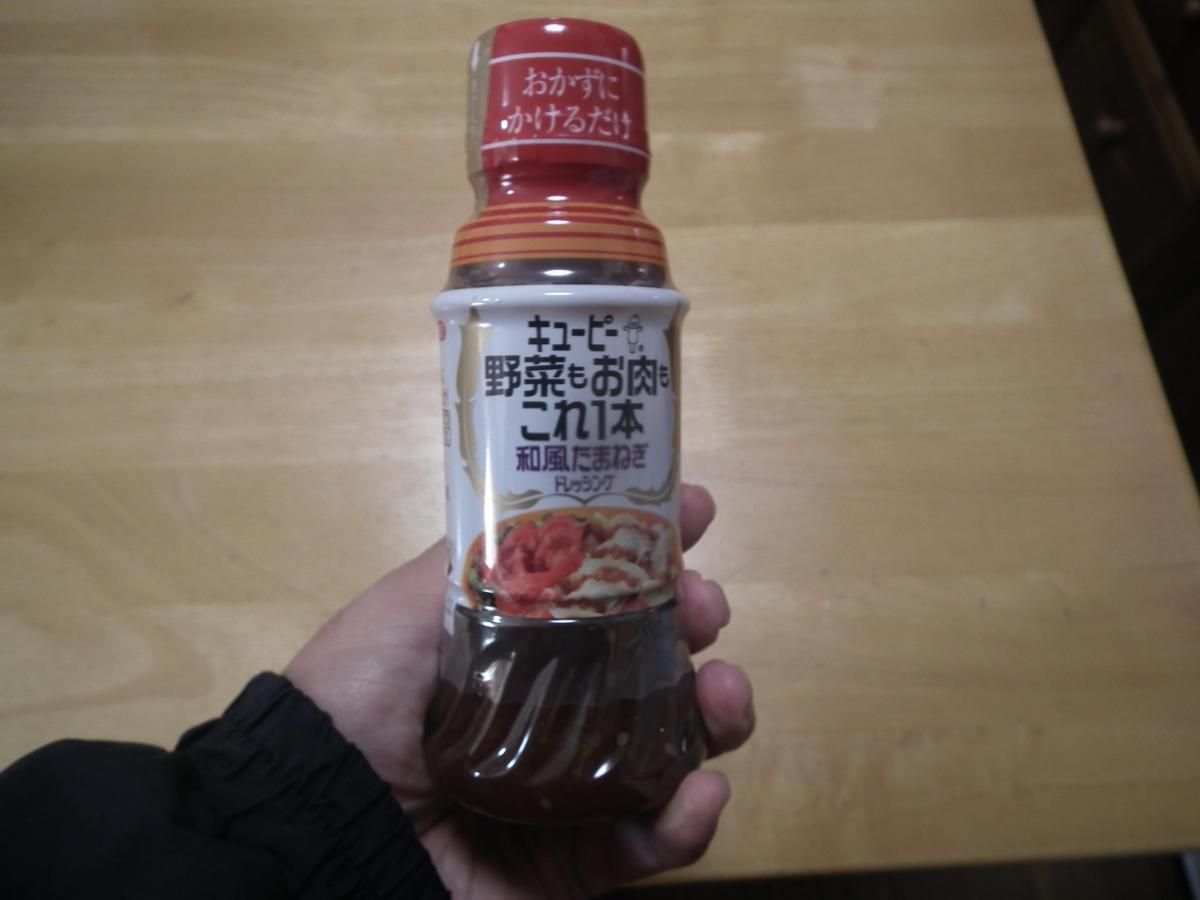 おかずに
かけるだけ
キユーピー
野菜もお肉も
これ1本
和風たまねぎ
ドレッシング